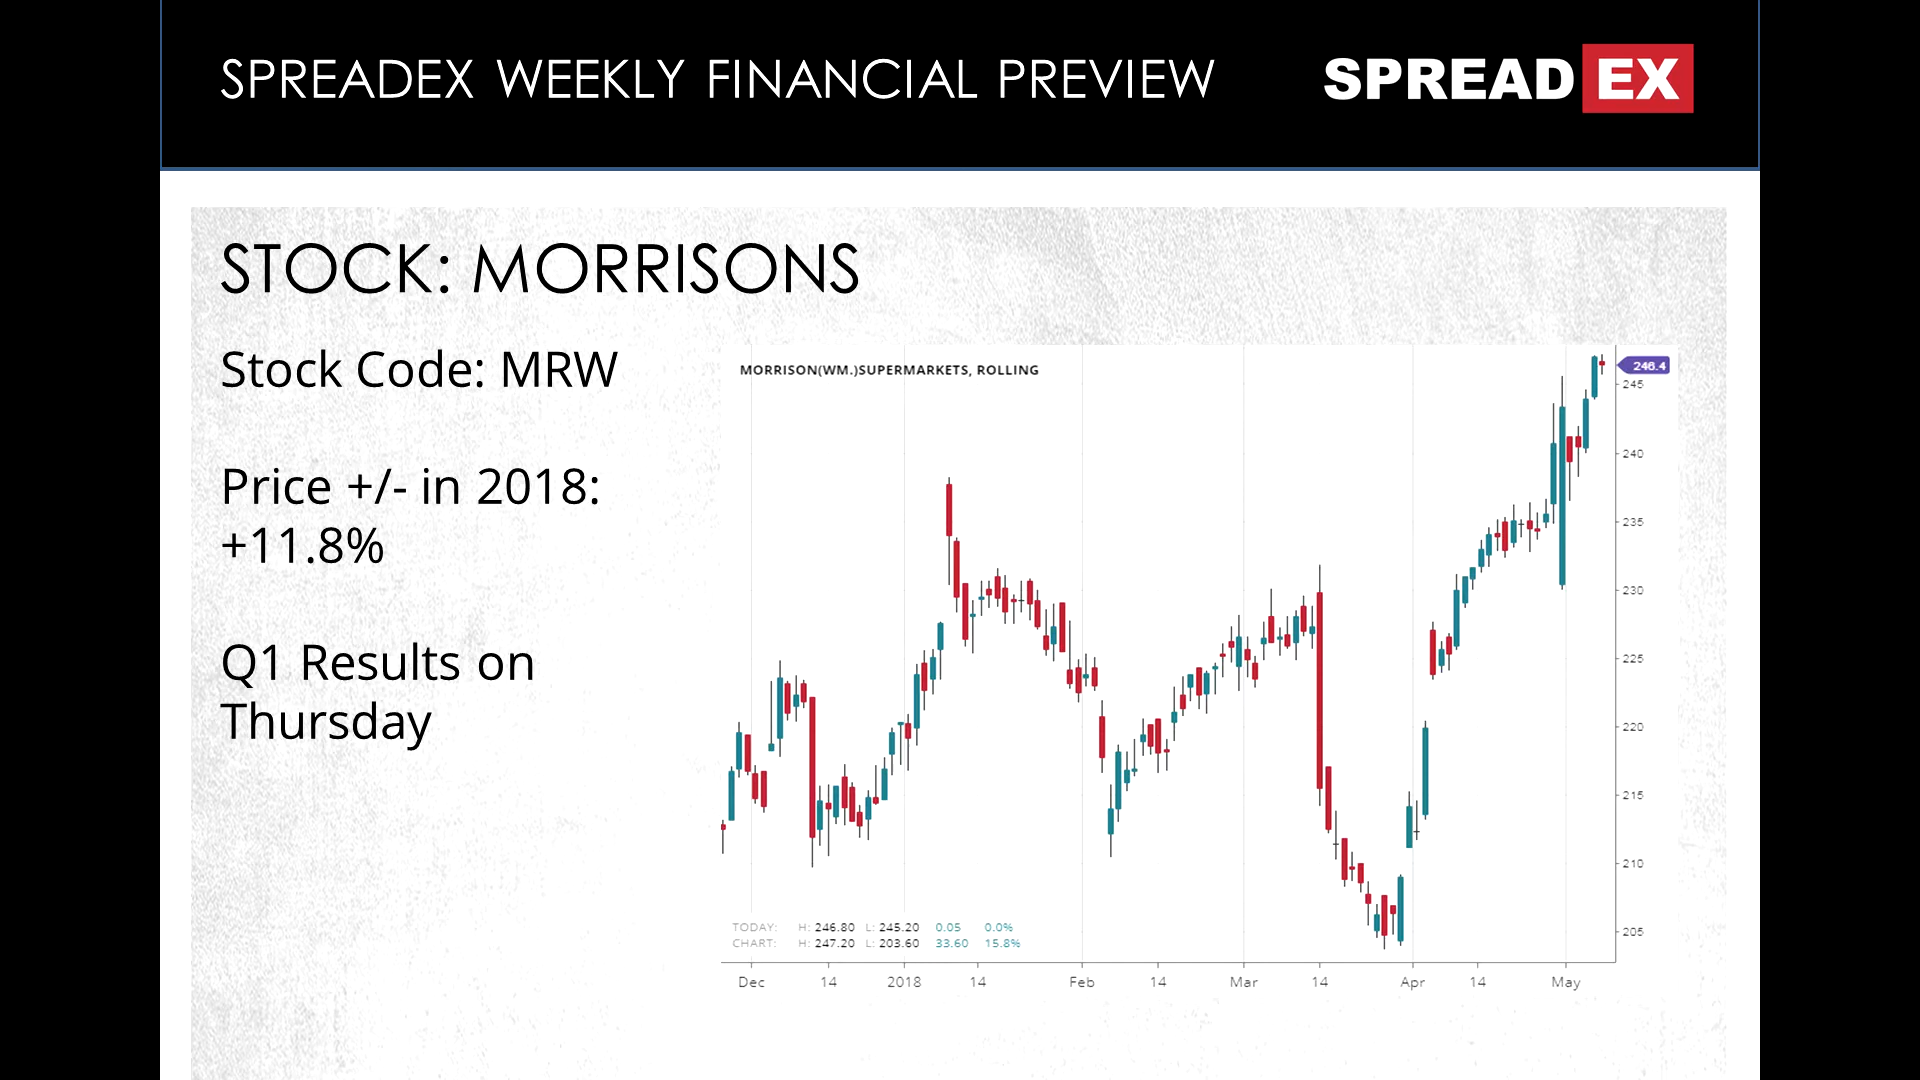 SPREADEX WEEKLY FINANCIAL PREVIEW
SPREADEX
STOCK: MORRISONS
Stock Code: MRW
Price +/- in 2018:
+11.8%
Q1 Results on
Thursday
MORRISON(WM.)SUPERMARKETS, ROLLING
246.4
245
240
235
230
225
220
215
210
205
TODAY: H: 246.80 L: 245.20 0.05 0.0%
CHART: H: 247.20 L: 203.60 33.60 15.8%
Dec 14 2018 14 Feb 14 Mar 14 Apr 14 May